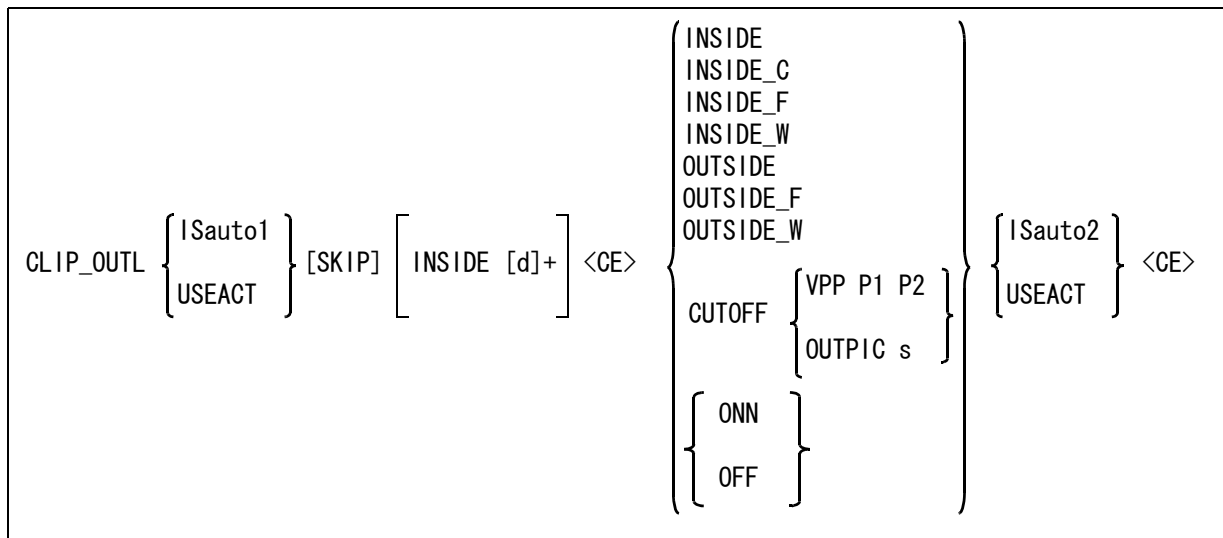 INSIDE
INSIDE_C
INSIDE_F
INSIDE_W
OUTSIDE
OUTSIDE_F
OUTSIDE_W
CLIP_OUTL { ISauto1 USEACT } [SKIP] [ INSIDE [d]+ ] <CE>
CUTOFF { VPP P1 P2
OUTPIC s }
{ ONN
OFF }
{ ISauto2 USEACT } <CE>